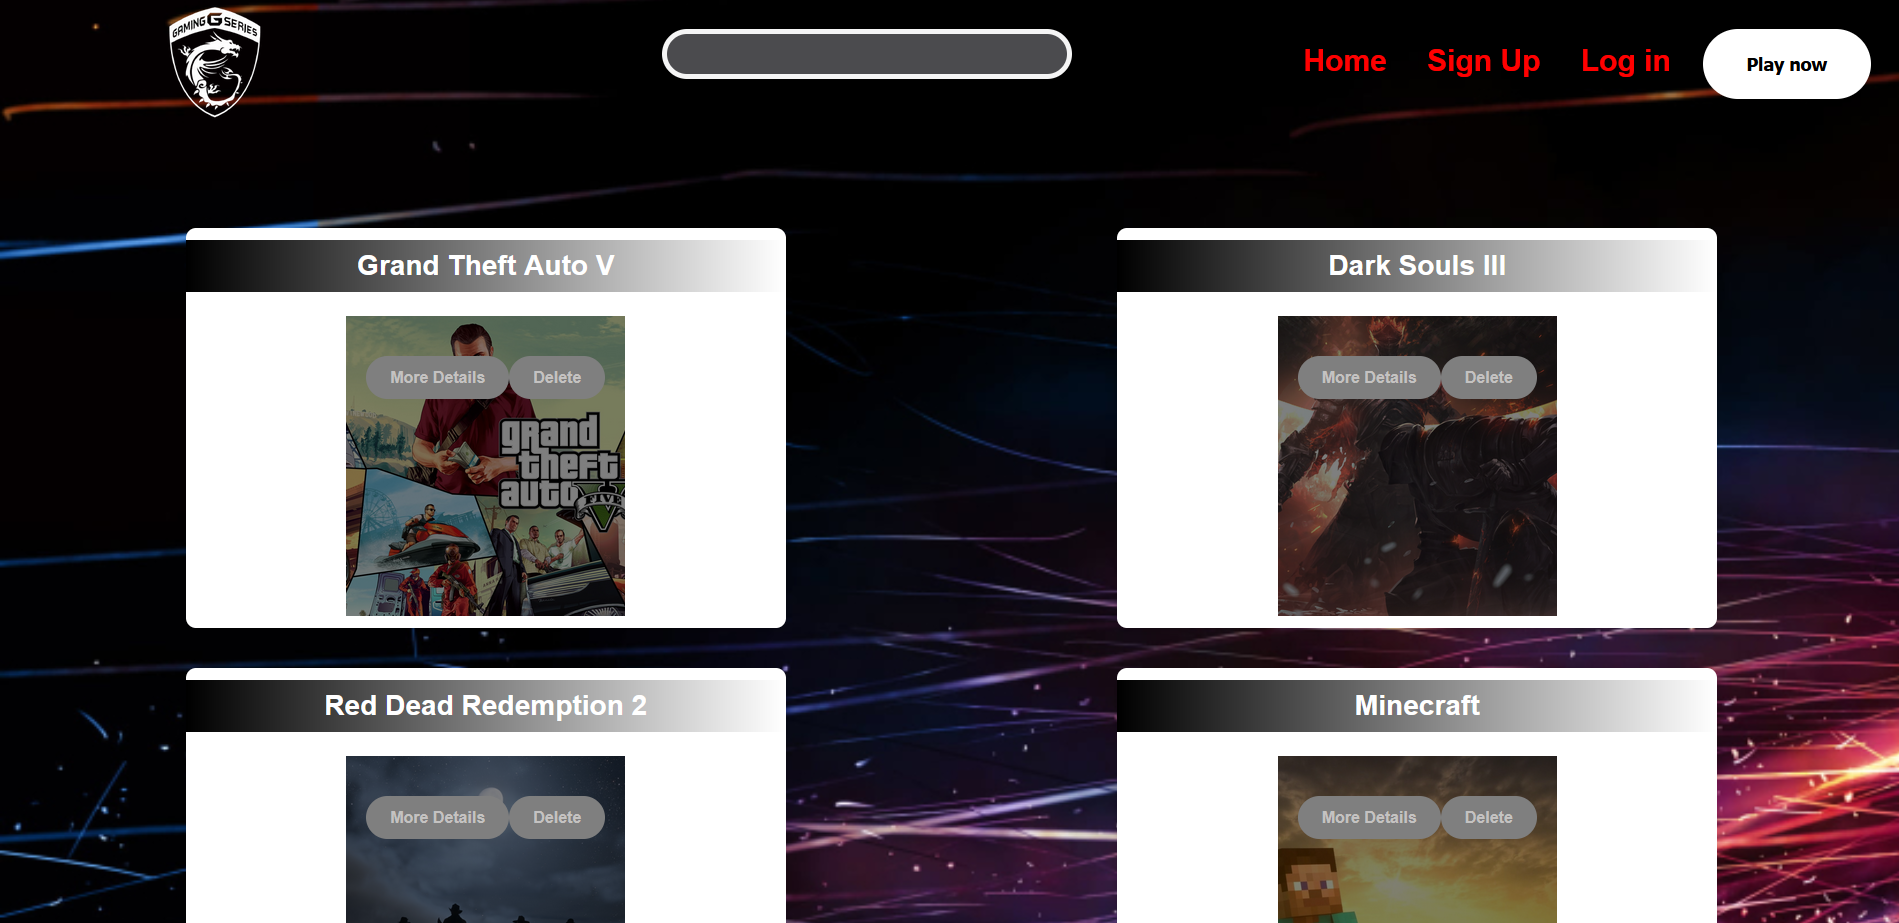 GAMING G SERIES
Home
Sign Up
Log in
Play now
Grand Theft Auto V
More Details
Delete
grand
theft
auto
V
FIVE
Dark Souls III
More Details
Delete
Red Dead Redemption 2
More Details
Delete
Minecraft
More Details
Delete